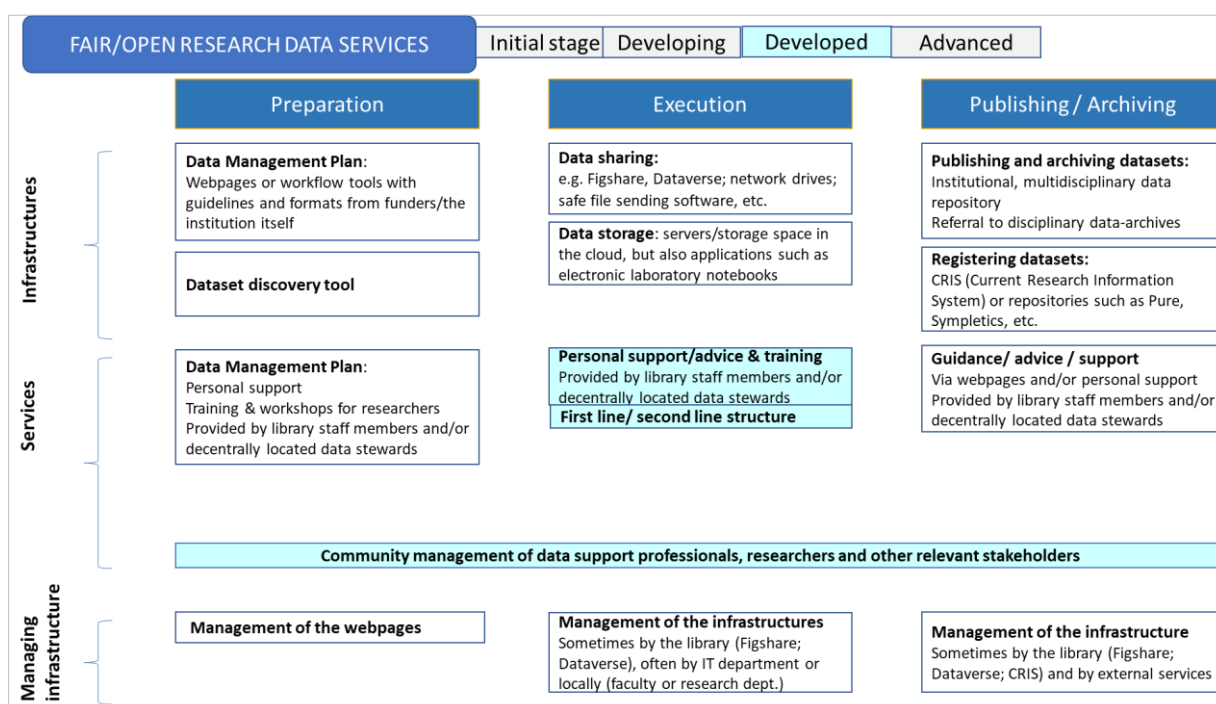 FAIR/OPEN RESEARCH DATA SERVICES
Initial stage
Developing
Developed
Advanced
Preparation
Execution
Publishing / Archiving
Infrastructures
Data Management Plan:
Webpages or workflow tools with
guidelines and formats from funders/the
institution itself
Dataset discovery tool
Data sharing:
e.g. Figshare, Dataverse; network drives;
safe file sending software, etc.
Data storage: servers/storage space in
the cloud, but also applications such as
electronic laboratory notebooks
Publishing and archiving datasets:
Institutional, multidisciplinary data
repository
Referral to disciplinary data-archives
Registering datasets:
CRIS (Current Research Information
System) or repositories such as Pure,
Sympletics, etc.
Services
Data Management Plan:
Personal support
Training & workshops for researchers
Provided by library staff members and/or
decentrally located data stewards
Personal support/advice & training
Provided by library staff members and/or
decentrally located data stewards
First line/ second line structure
Guidance/ advice / support
Via webpages and/or personal support
Provided by library staff members and/or
decentrally located data stewards
Community management of data support professionals, researchers and other relevant stakeholders
Managing
infrastructure
Management of the webpages
Management of the infrastructures
Sometimes by the library (Figshare;
Dataverse), often by IT department or
locally (faculty or research dept.)
Management of the infrastructure
Sometimes by the library (Figshare;
Dataverse; CRIS) and by external services